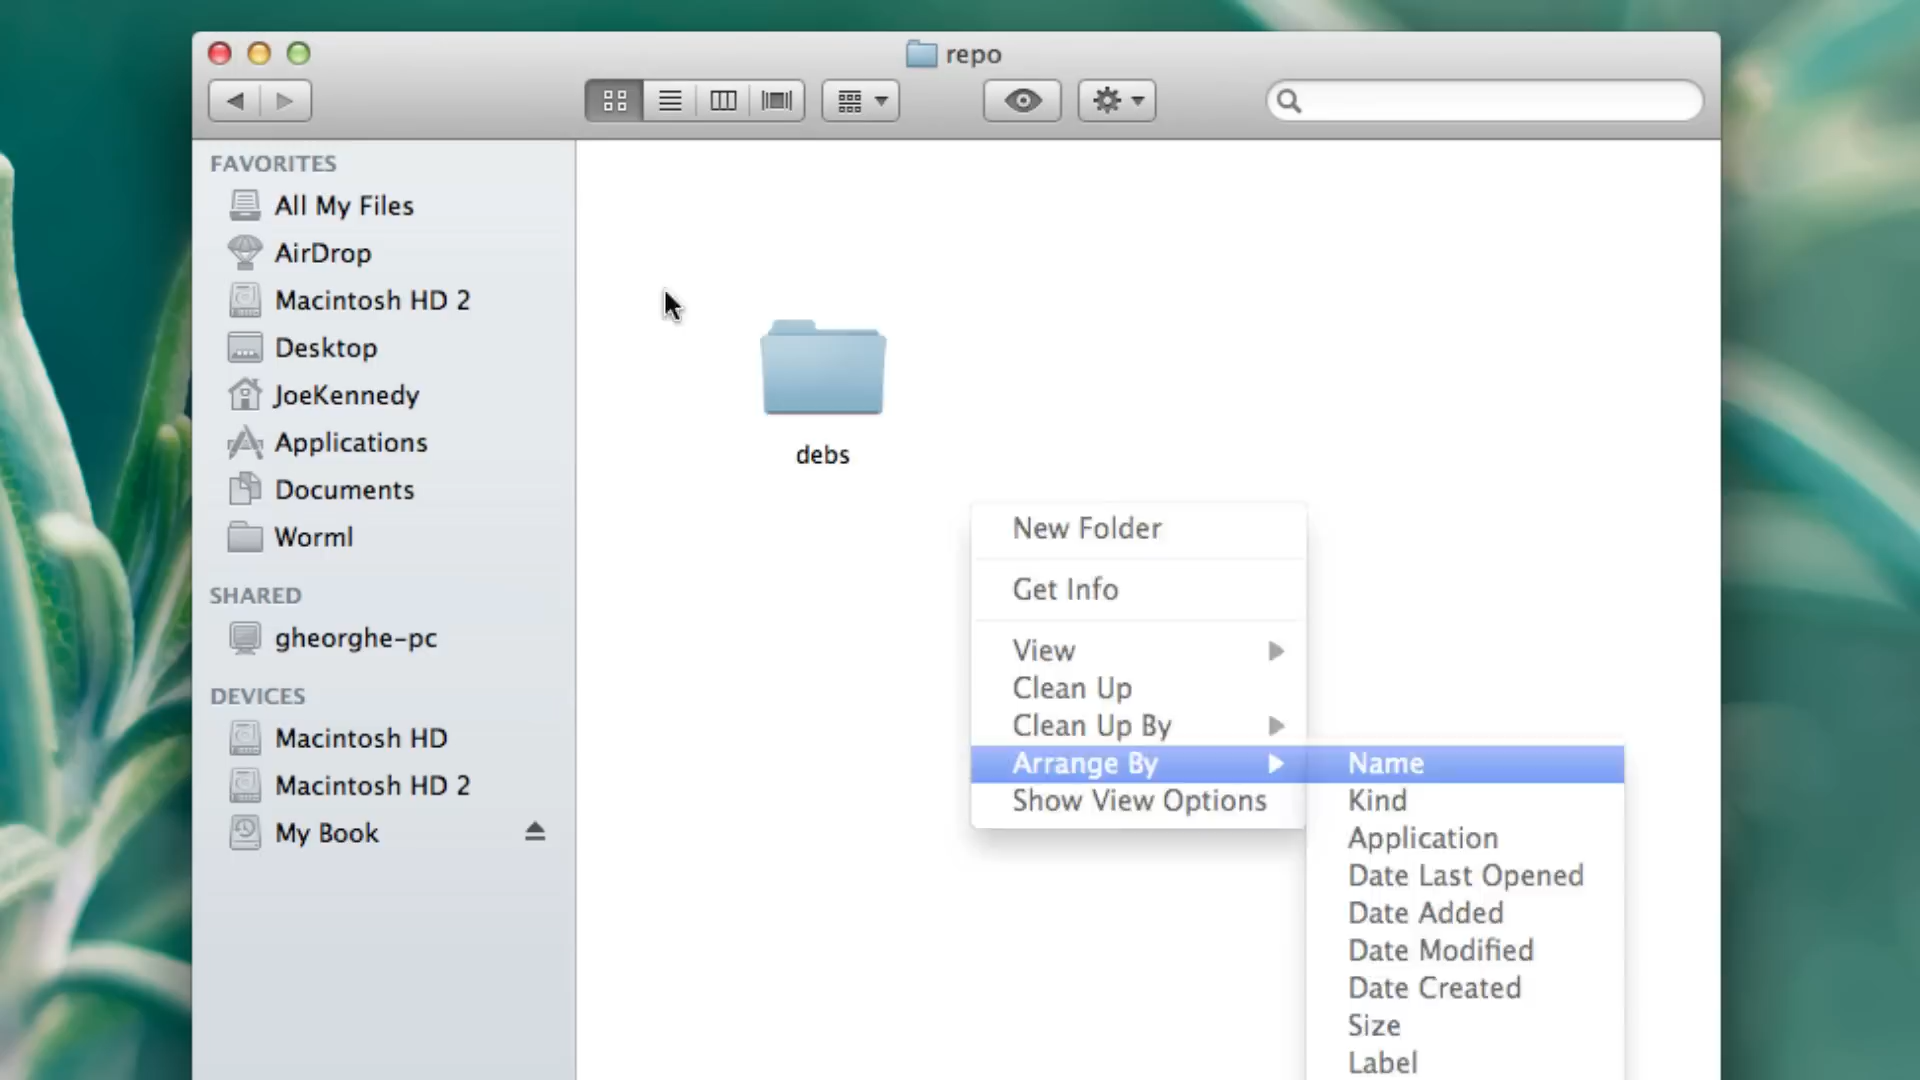 repo
FAVORITES
All My Files
AirDrop
Macintosh HD 2
Desktop
JoeKennedy
Applications
Documents
Worml
SHARED
gheorghe-pc
DEVICES
Macintosh HD
Macintosh HD 2
My Book
debs
New Folder
Get Info
View
Clean Up
Clean Up By
Arrange By
Show View Options
Name
Kind
Application
Date Last Opened
Date Added
Date Modified
Date Created
Size
Label